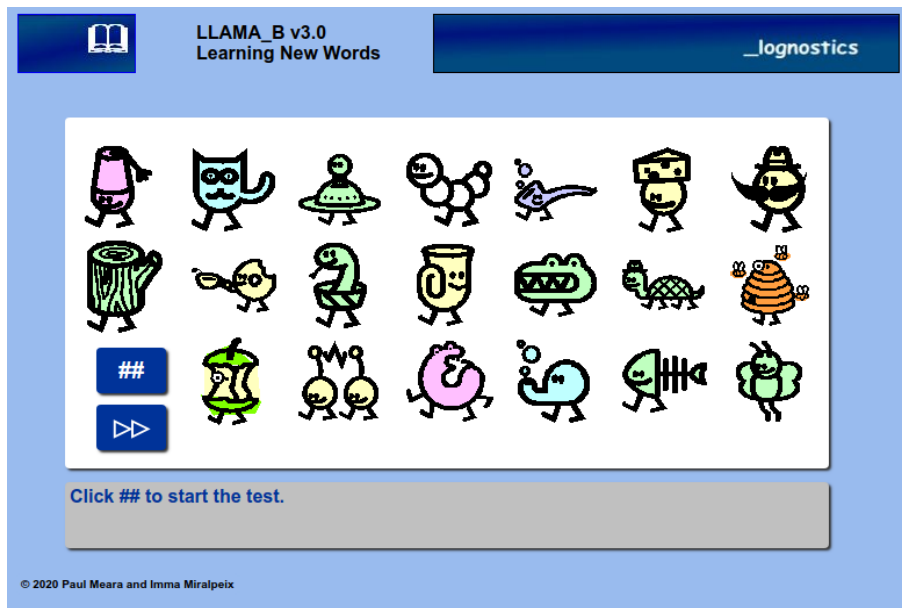 LLAMA_B v3.0
Learning New Words
_lognostics
##
Click ## to start the test.
© 2020 Paul Meara and Imma Miralpeix